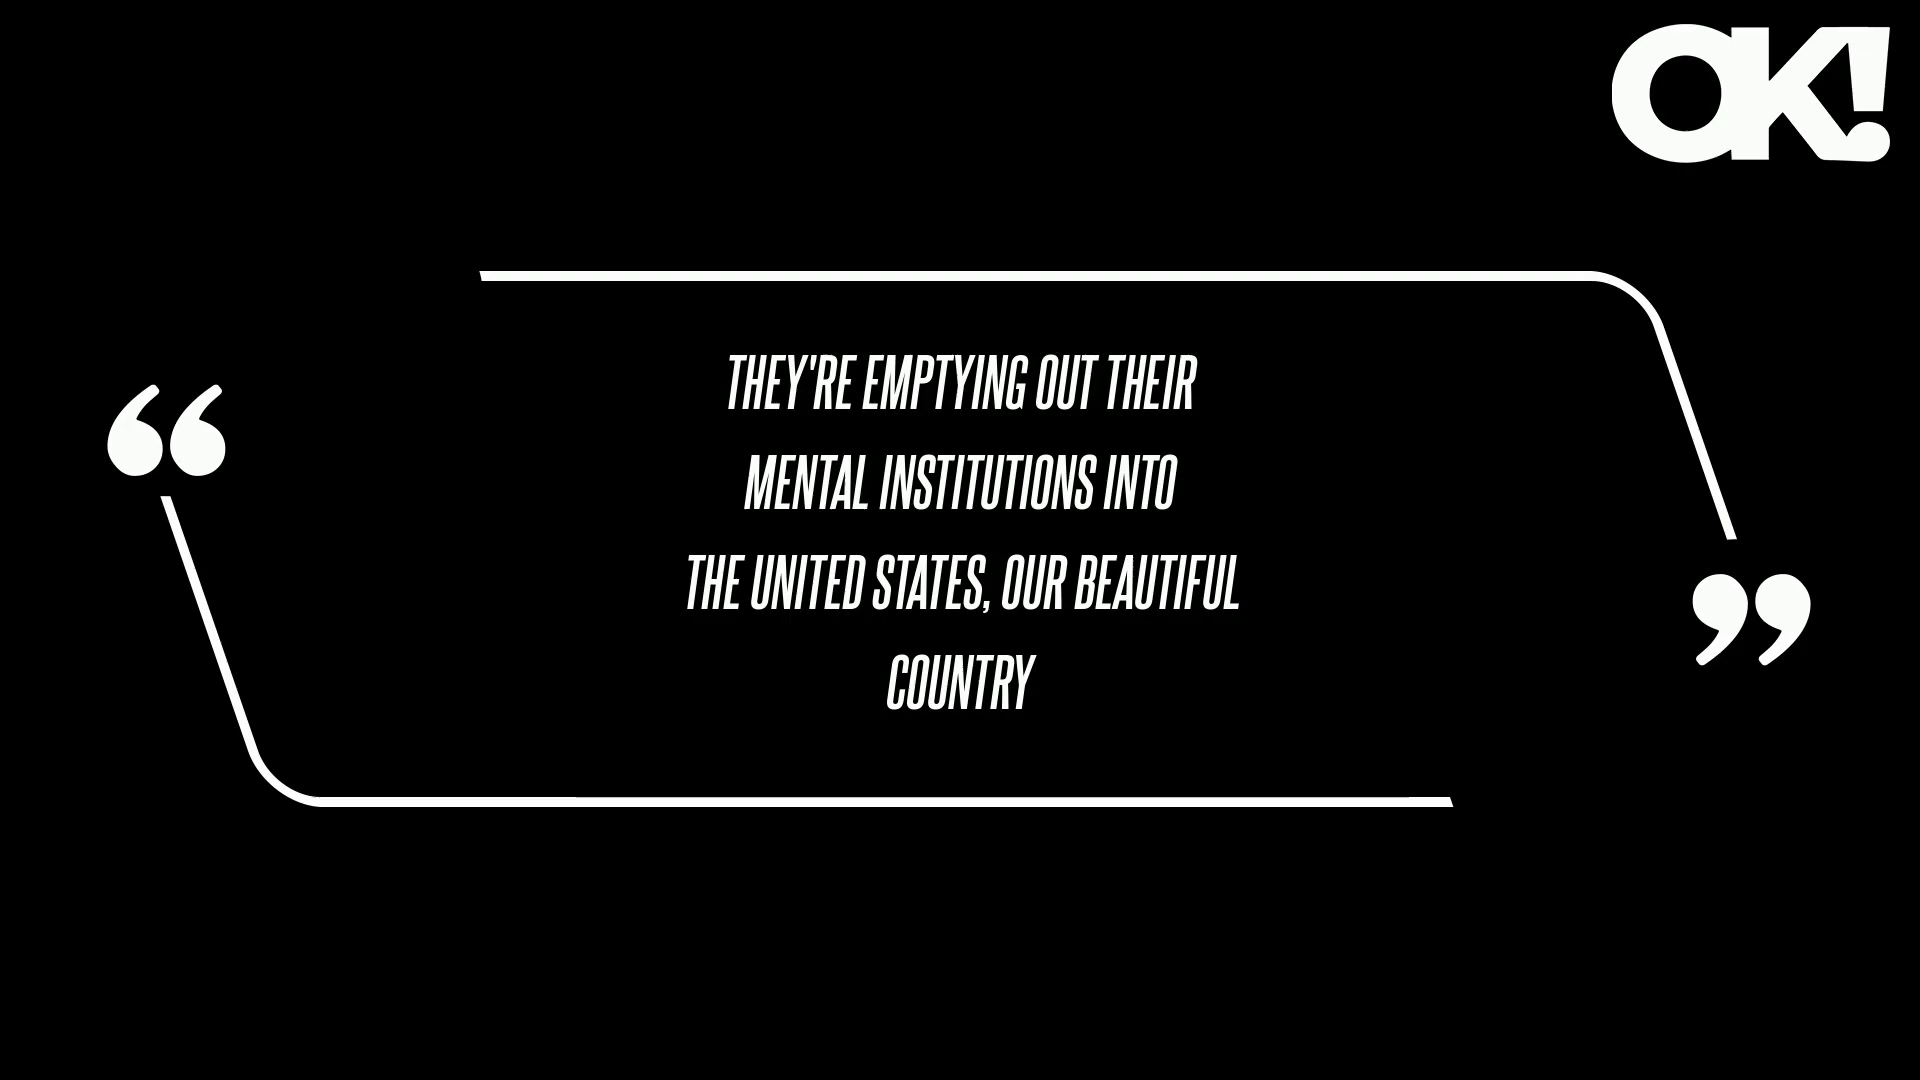 OK!
“
THEY'RE EMPTYING OUT THEIR
MENTAL INSTITUTIONS INTO
THE UNITED STATES, OUR BEAUTIFUL
COUNTRY
”